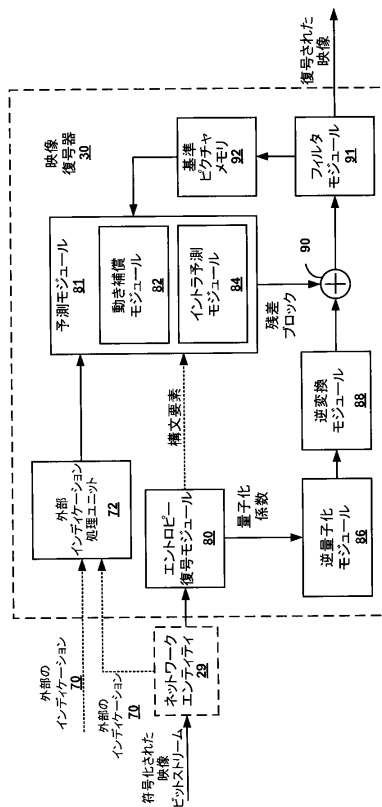 復号された
映像
映像
復号器
30
基準
ピクチャ
メモリ
92
フィルタ
モジュール
91
予測モジュール
81
動き補償
モジュール
82
イントラ予測
モジュール
84
残差
ブロック
90
構文要素
逆変換
モジュール
88
外部
インディケーション
処理ユニット
72
エントロピー
復号モジュール
80
量子化
係数
逆量子化
モジュール
86
外部の
インディケーション
70
外部の
インディケーション
70
ネットワーク
エンティティ
29
符号化された
映像
ビットストリーム